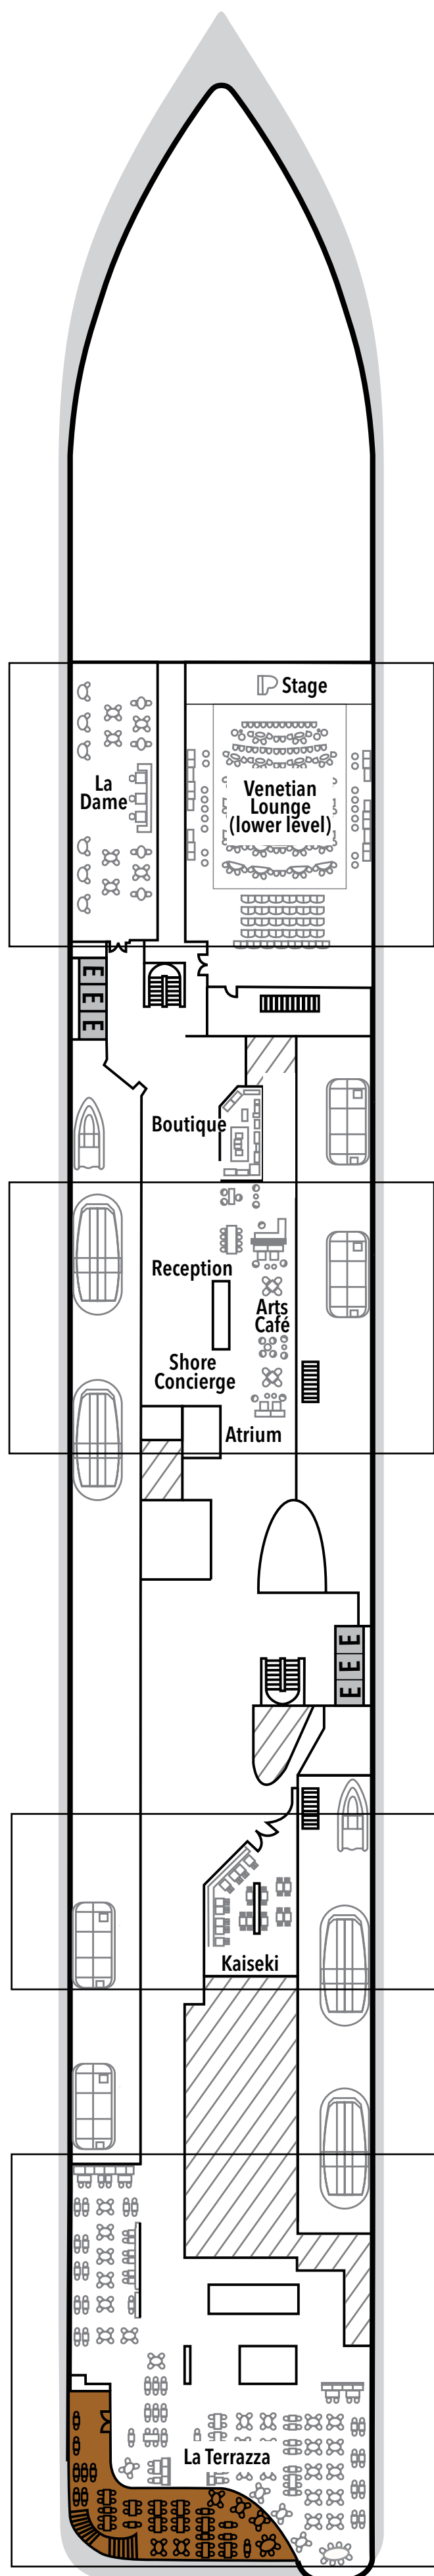 Stage
La
Dame
Venetian
Lounge
(lower level)
E
E
E
Boutique
Reception
Arts
Café
Shore
Concierge
Atrium
E
E
E
Kaiseki
La Terrazza